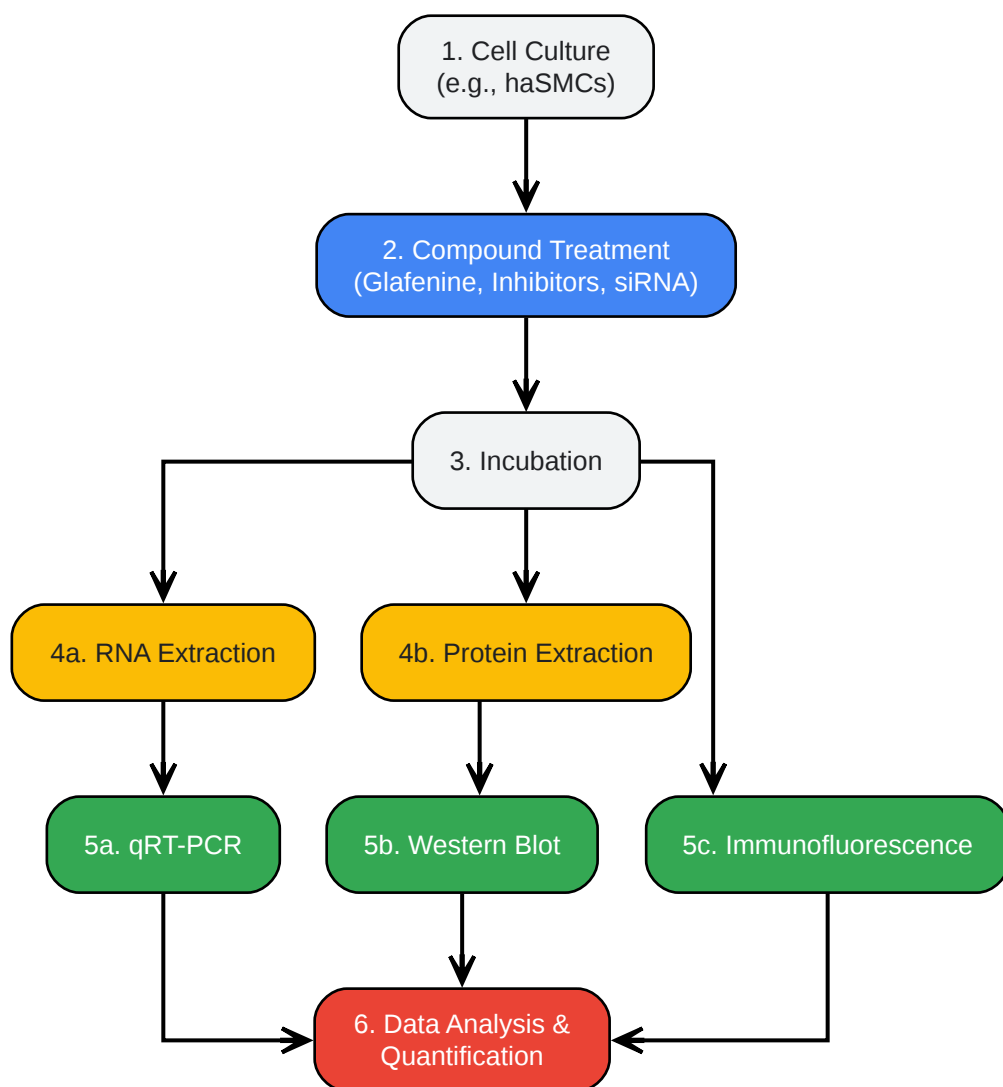 1. Cell Culture
(e.g., haSMCs)
2. Compound Treatment
(Glafenine, Inhibitors, siRNA)
3. Incubation
4a. RNA Extraction
4b. Protein Extraction
5a. qRT-PCR
5b. Western Blot
5c. Immunofluorescence
6. Data Analysis &
Quantification